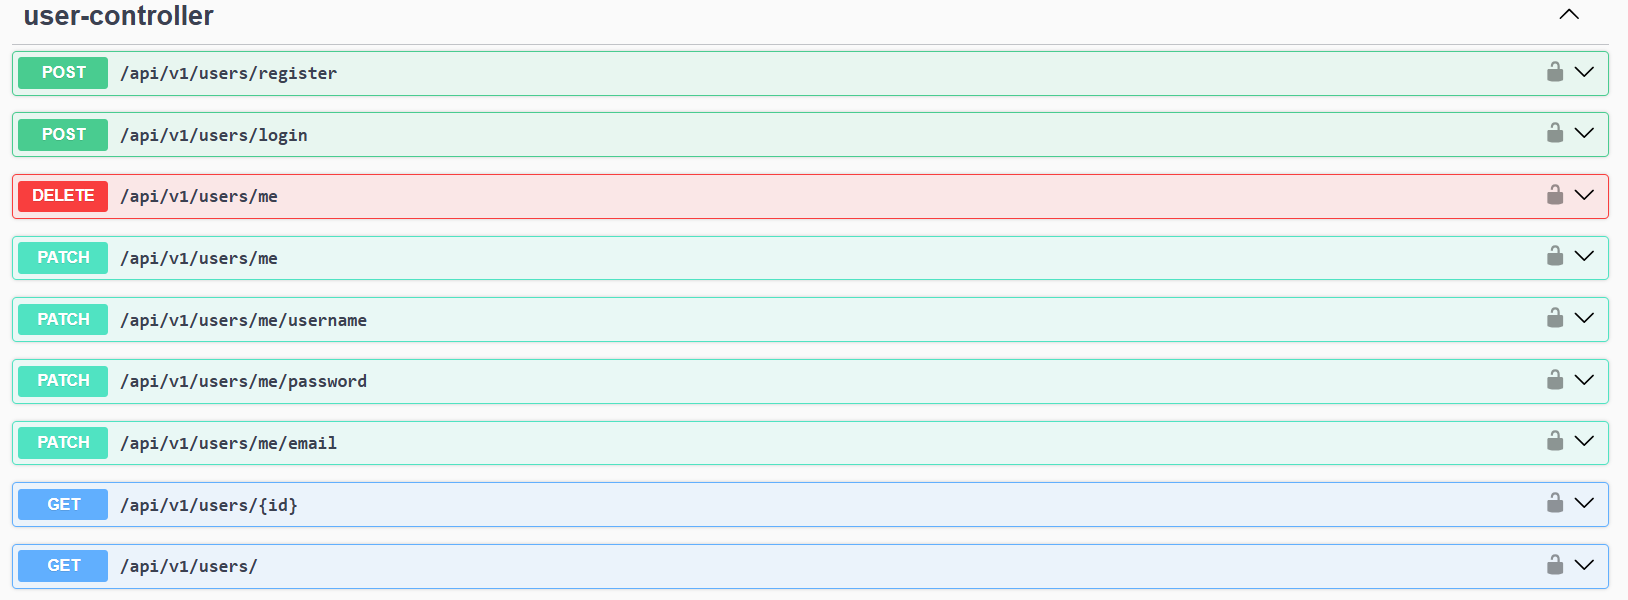 user-controller
POST /api/v1/users/register
POST /api/v1/users/login
DELETE /api/v1/users/me
PATCH /api/v1/users/me
PATCH /api/v1/users/me/username
PATCH /api/v1/users/me/password
PATCH /api/v1/users/me/email
GET /api/v1/users/{id}
GET /api/v1/users/